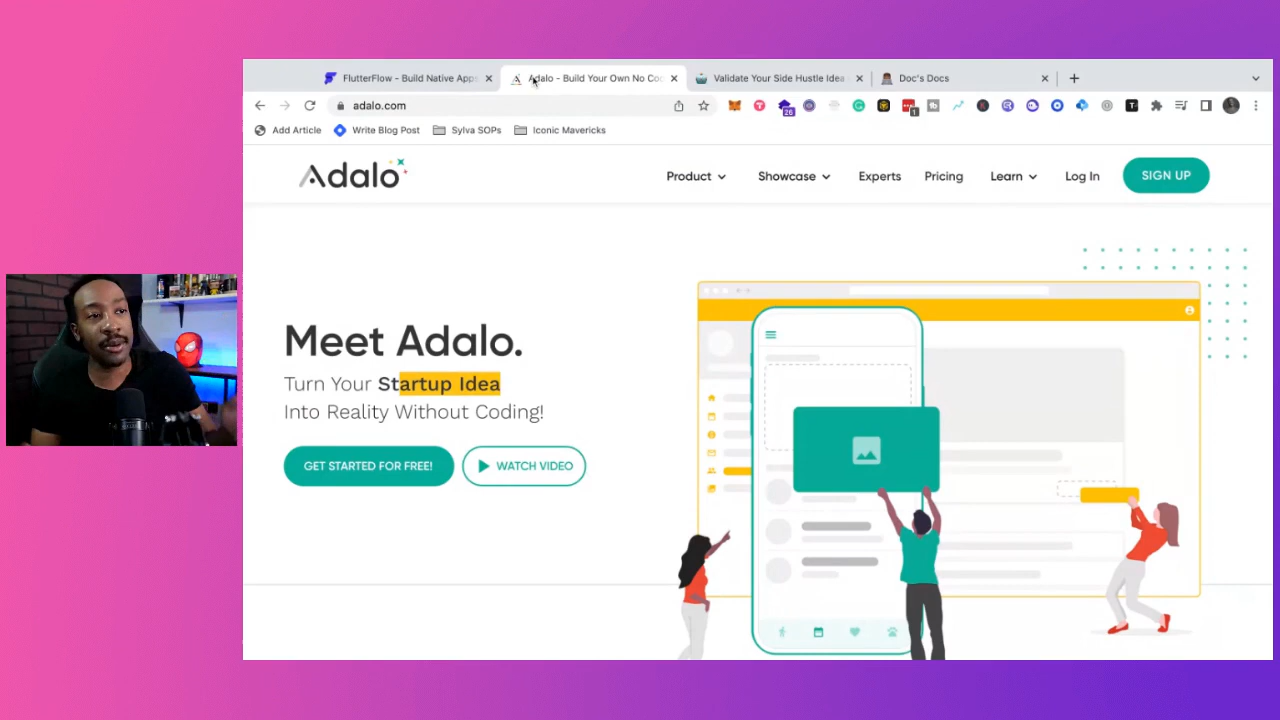 FlutterFlow - Build Native Apps
Adalo - Build Your Own No Co
Validate Your Side Hustle Idea
Doc's Docs
adalo.com
26
1
Add Article
Write Blog Post
Sylva SOPs
Iconic Mavericks
Adalo
Product
Showcase
Experts
Pricing
Learn
Log In
SIGN UP
Meet Adalo.
Turn Your Startup Idea
Into Reality Without Coding!
GET STARTED FOR FREE!
WATCH VIDEO